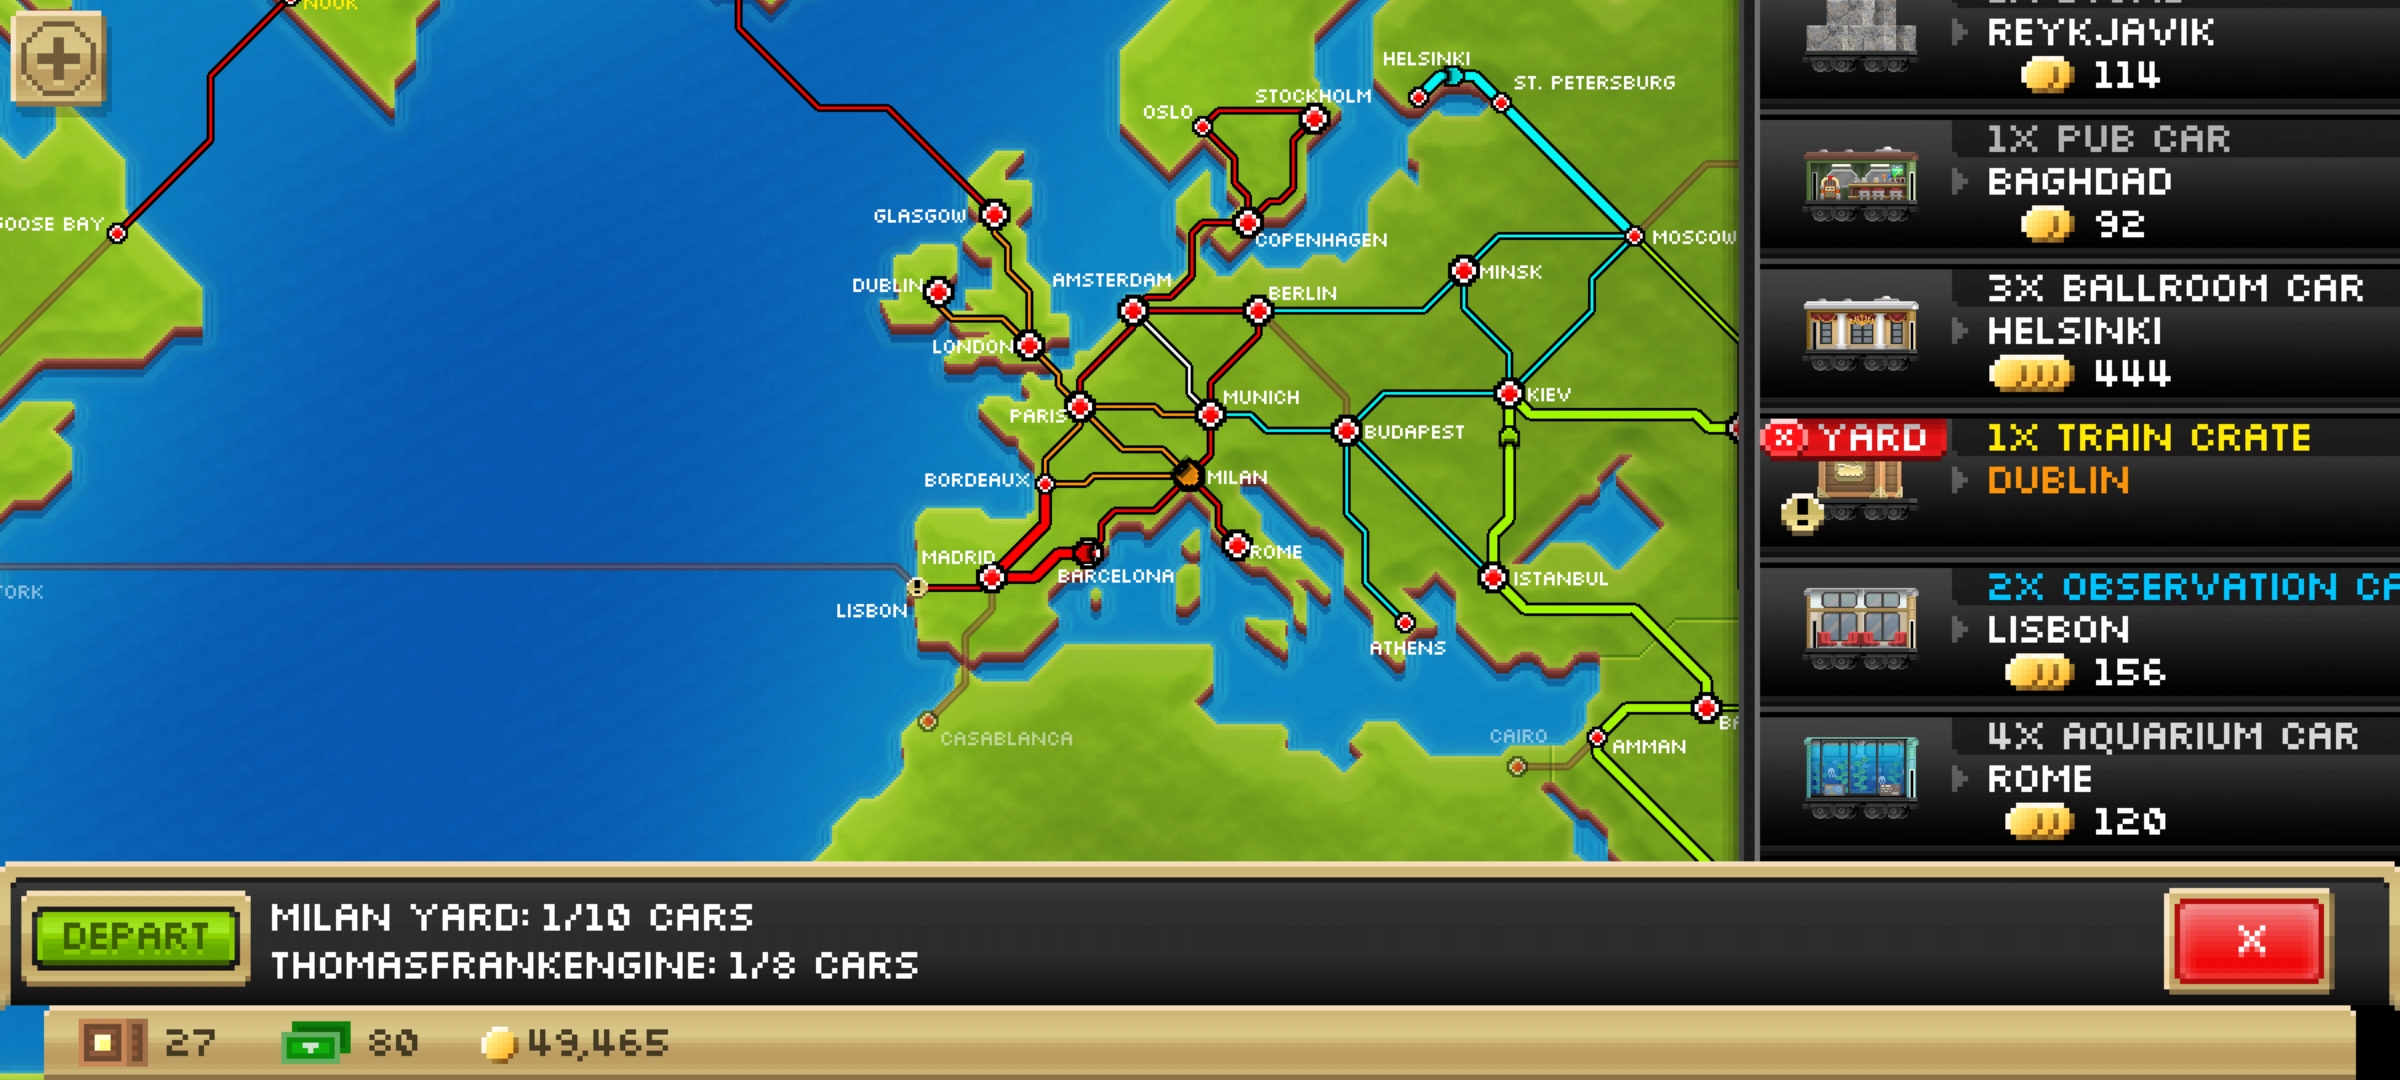 NUUK
HELSINKI
ST. PETERSBURG
STOCKHOLM
OSLO
GLASGOW
GOOSE BAY
COPENHAGEN
MOSCOW
MINSK
AMSTERDAM
BERLIN
DUBLIN
LONDON
MUNICH
KIEV
PARIS
BUDAPEST
BORDEAUX
MILAN
MADRID
ROME
BARCELONA
ISTANBUL
YORK
LISBON
ATHENS
CASABLANCA
CAIRO
AMMAN
BA
REYKJAVIK
114
1X PUB CAR
BAGHDAD
92
3X BALLROOM CAR
HELSINKI
444
X YARD
1X TRAIN CRATE
DUBLIN
!
2X OBSERVATION CA
LISBON
156
4X AQUARIUM CAR
ROME
120
DEPART
MILAN YARD: 1/10 CARS
THOMASFRANKENGINE: 1/8 CARS
X
27
80
49,465